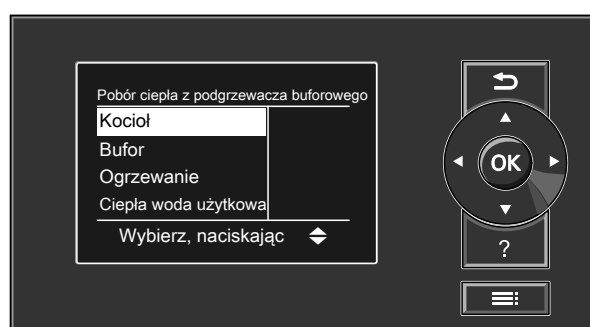 Pobór ciepła z podgrzewacza buforowego
Kocioł
Bufor
Ogrzewanie
Ciepła woda użytkowa
Wybierz, naciskając
OK
?